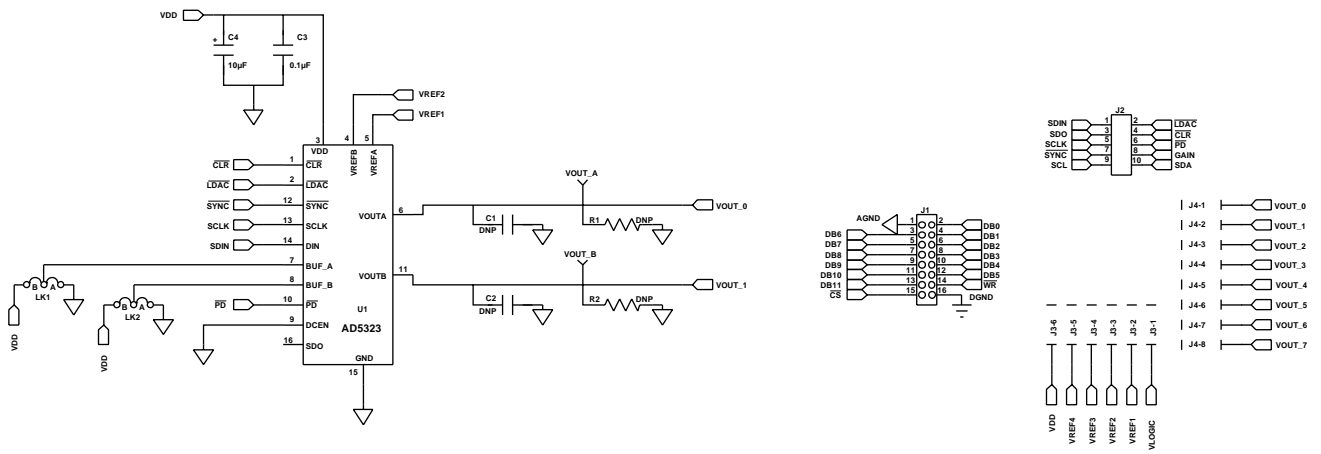 VDD
+
C4
10µF
C3
0.1µF
VREF2
VREF1
3
4
5
VDD
VREFB
VREFA
CLR
1
CLR
LDAC
2
LDAC
SYNC
12
SYNC
SCLK
13
SCLK
SDIN
14
DIN
7
BUF_A
8
BUF_B
PD
10
PD
9
DCEN
16
SDO
B A
LK1
VDD
B A
LK2
VDD
U1
AD5323
GND
15
VOUTA
6
VOUTB
11
VOUT_A
C1
DNP
R1
DNP
VOUT_0
VOUT_B
C2
DNP
R2
DNP
VOUT_1
J1
AGND
1
2
DB0
DB6
3
4
DB1
DB7
5
6
DB2
DB8
7
8
DB3
DB9
9
10
DB4
DB10
11
12
DB5
DB11
13
14
WR
CS
15
16
DGND
J2
SDIN
1
2
LDAC
SDO
3
4
CLR
SCLK
5
6
PD
SYNC
7
8
GAIN
SCL
9
10
SDA
J4-1
VOUT_0
J4-2
VOUT_1
J4-3
VOUT_2
J4-4
VOUT_3
J4-5
VOUT_4
J4-6
VOUT_5
J4-7
VOUT_6
J4-8
VOUT_7
J3-6
J3-5
J3-4
J3-3
J3-2
J3-1
VDD
VREF4
VREF3
VREF2
VREF1
VLOGIC